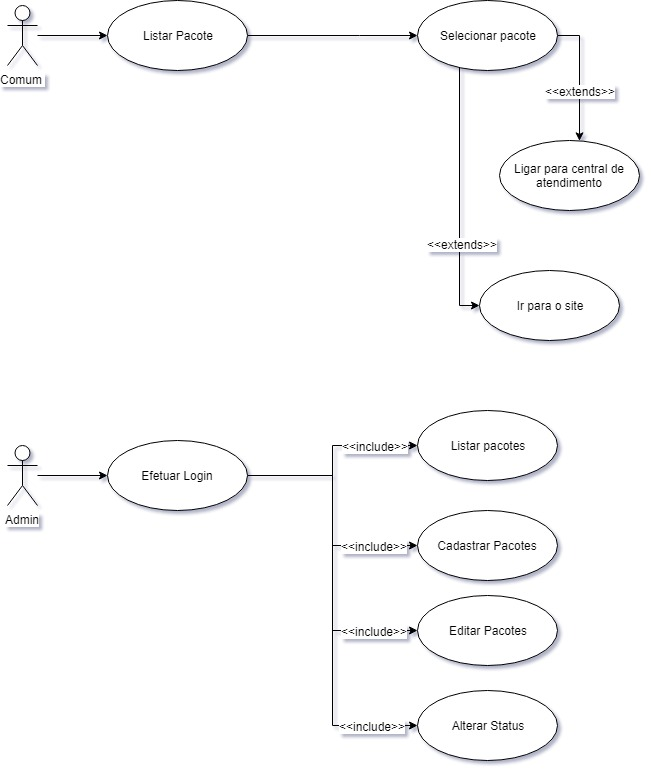 Comum
Listar Pacote
Selecionar pacote
<<extends>>
Ligar para central de
atendimento
<<extends>>
Ir para o site
Admin
Efetuar Login
<<include>>
Listar pacotes
<<include>>
Cadastrar Pacotes
<<include>>
Editar Pacotes
<<include>>
Alterar Status